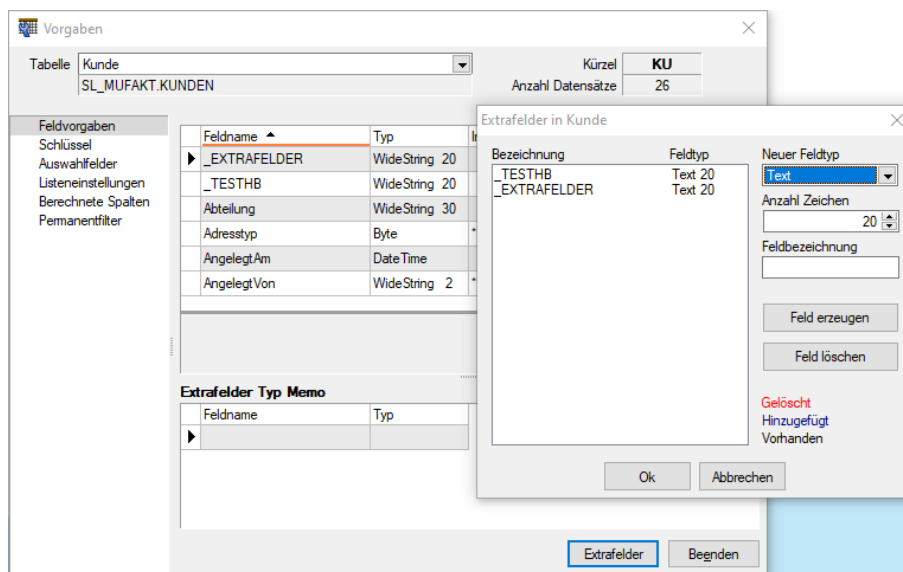 Vorgaben
Tabelle Kunde Kürzel KU
SL_MUFAKT.KUNDEN Anzahl Datensätze 26
Feldvorgaben
Schlüssel
Auswahlfelder
Listeneinstellungen
Berechnete Spalten
Permanentfilter
Feldname Typ
_EXTRAFELDER WideString 20
_TESTHB WideString 20
Abteilung WideString 30
Adresstyp Byte *
AngelegtAm DateTime
AngelegtVon WideString 2 *
Extrafelder Typ Memo
Feldname Typ
Extrafelder Beenden
Extrafelder in Kunde
Bezeichnung Feldtyp
_TESTHB Text 20
_EXTRAFELDER Text 20
Neuer Feldtyp
Text
Anzahl Zeichen
20
Feldbezeichnung
Feld erzeugen
Feld löschen
Gelöscht
Hinzugefügt
Vorhanden
Ok Abbrechen